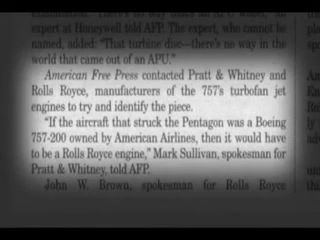 expert at Honeywell told AFP. The expert, who cannot be
named, added: "That turbine disc—there's no way in the
world that came out of an APU."
American Free Press contacted Pratt & Whitney and
Rolls Royce, manufacturers of the 757's turbofan jet
engines to try and identify the piece.
"If the aircraft that struck the Pentagon was a Boeing
757-200 owned by American Airlines, then it would have
to be a Rolls Royce engine," Mark Sullivan, spokesman for
Pratt & Whitney, told AFP.
John W. Brown, spokesman for Rolls Royce